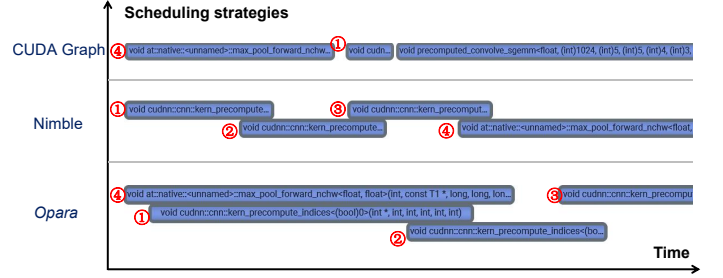 Scheduling strategies
CUDA Graph
④ void at::native::<unnamed>::max_pool_forward_nchw...
① void cudn...
void precomputed_convolve_sgemm<float, (int)1024, (int)5, (int)5, (int)4, (int)3,
Nimble
① void cudnn::cnn::kern_precompute...
③ void cudnn::cnn::kern_precomput...
② void cudnn::cnn::kern_precompute...
④ void at::native::<unnamed>::max_pool_forward_nchw<float,
Opara
④ void at::native::<unnamed>::max_pool_forward_nchw<float, float>(int, const T1 *, long, long, lon...
③ void cudnn::cnn::kern_precompu
① void cudnn::cnn::kern_precompute_indices<(bool)0>(int *, int, int, int, int, int)
② void cudnn::cnn::kern_precompute_indices<(bo...
Time